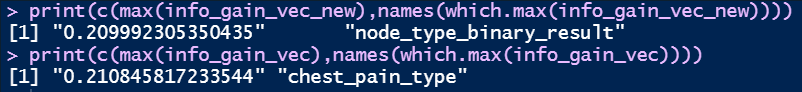 > print(c(max(info_gain_vec_new),names(which.max(info_gain_vec_new))))
[1] "0.209992305350435"      "node_type_binary_result"
> print(c(max(info_gain_vec),names(which.max(info_gain_vec))))
[1] "0.210845817233544" "chest_pain_type"